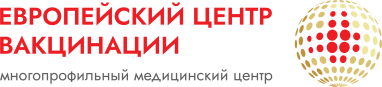 ЕВРОПЕЙСКИЙ ЦЕНТР
ВАКЦИНАЦИИ
многопрофильный медицинский центр